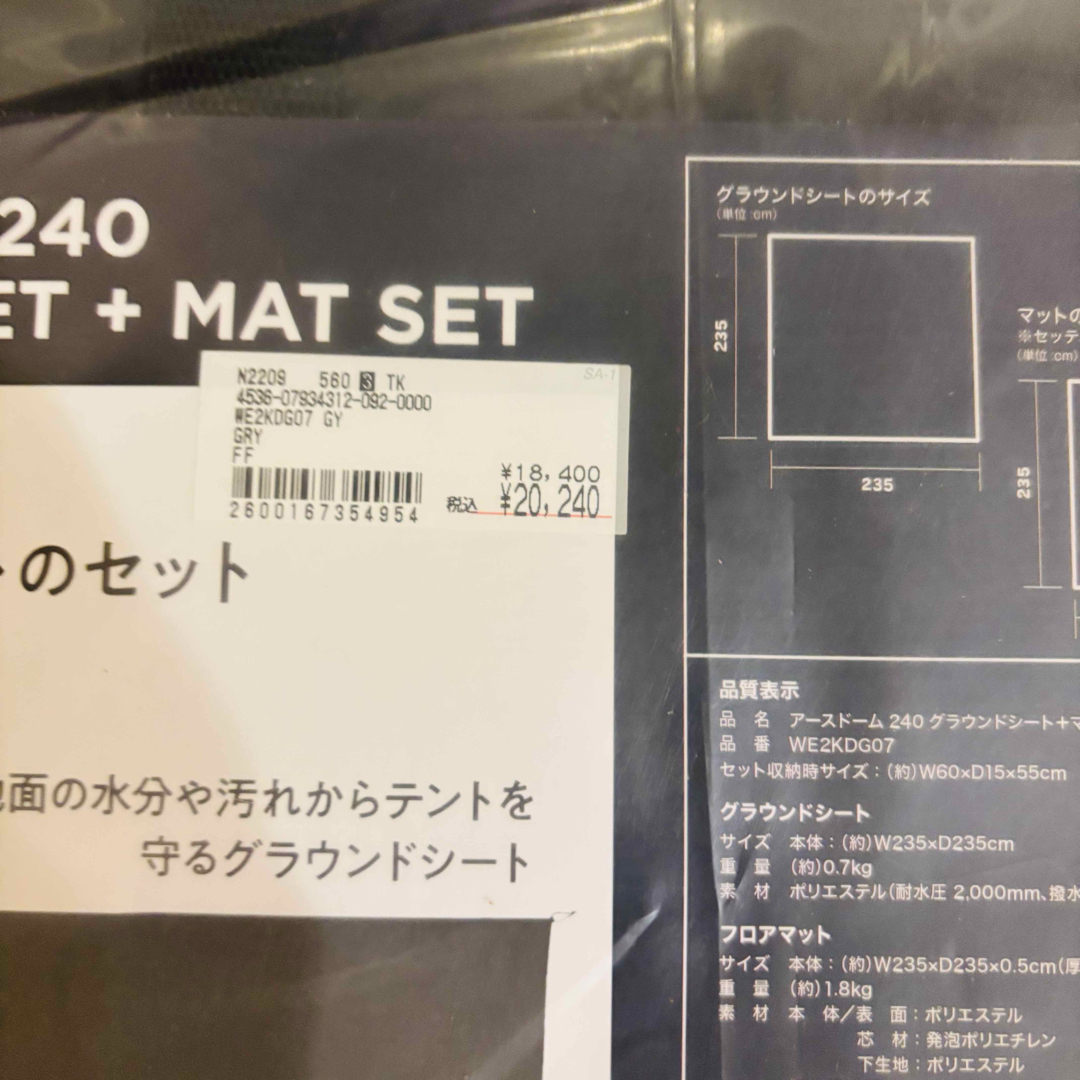 240
ET + MAT SET
N2209 560 3 TK
SA-1
4536-07934312-092-0000
WE2KDG07 GY
GRY
FF
¥18,400
税込 ¥20,240
2600167354954
のセット
面の水分や汚れからテントを
守るグラウンドシート
グラウンドシートのサイズ
(単位:cm)
235
235
マットの
※セッテ
(単位:cm)
235
品質表示
品 名 アースドーム 240 グラウンドシート+マ
品 番 WE2KDG07
セット収納時サイズ:(約)W60×D15×55cm
グラウンドシート
サイズ 本体:(約)W235×D235cm
重 量 (約)0.7kg
素 材 ポリエステル(耐水圧 2,000mm、撥水
フロアマット
サイズ 本体:(約)W235×D235×0.5cm(厚
重 量 (約)1.8kg
素 材 本 体/表 面:ポリエステル
芯 材:発泡ポリエチレン
下生地:ポリエステル